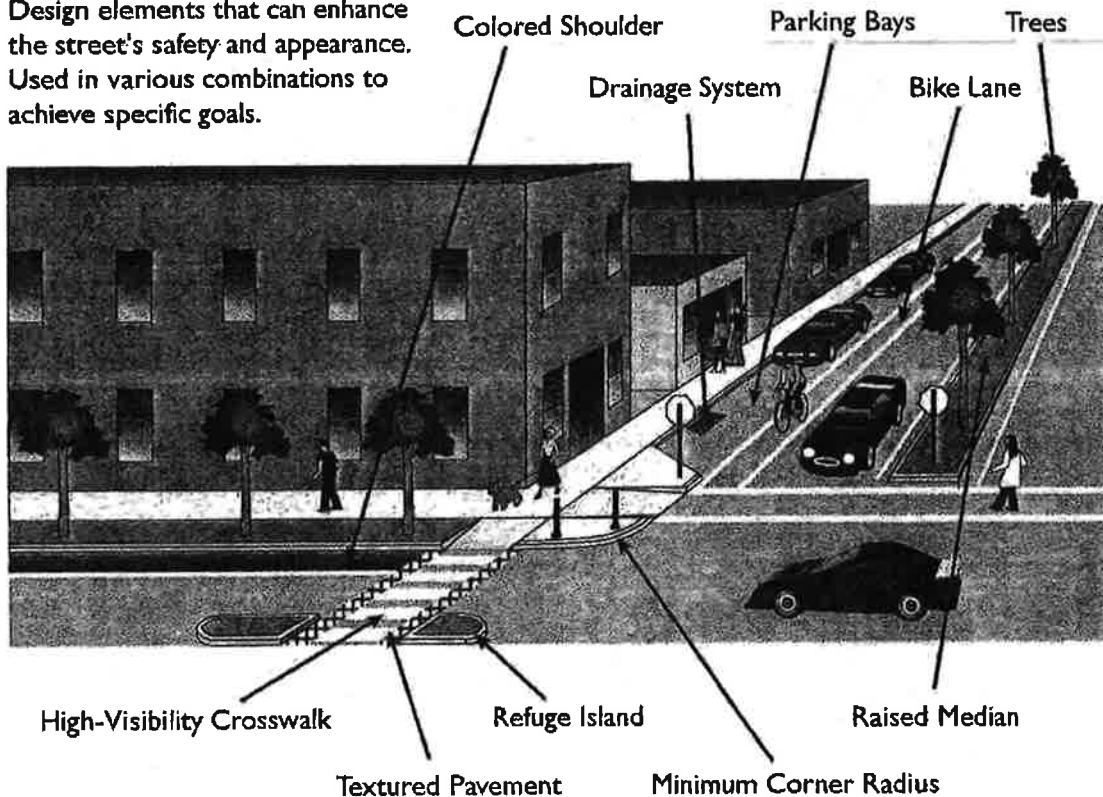 Design elements that can enhance
the street's safety and appearance.
Used in various combinations to
achieve specific goals.
Colored Shoulder
Parking Bays
Trees
Drainage System
Bike Lane
High-Visibility Crosswalk
Refuge Island
Raised Median
Textured Pavement
Minimum Corner Radius